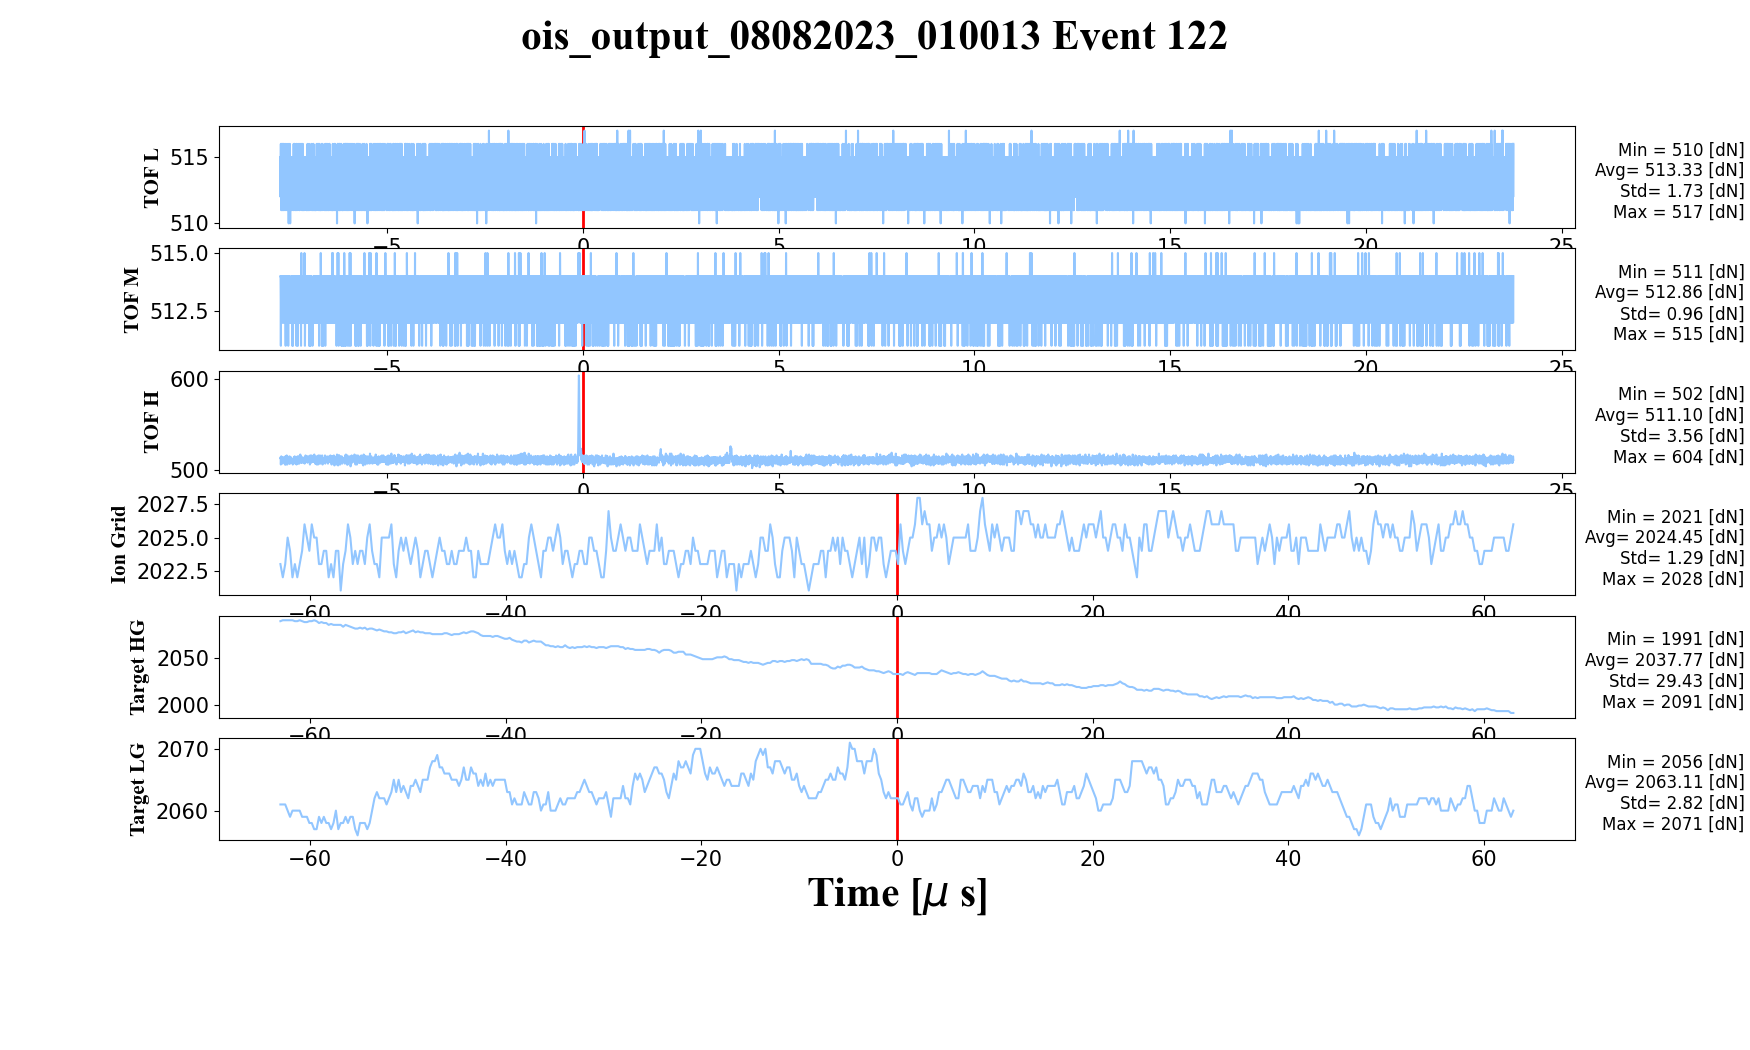 ois_output_08082023_010013 Event 122
TOF L
515
510
−5
0
5
10
15
20
25
Min = 510 [dN]
Avg= 513.33 [dN]
Std= 1.73 [dN]
Max = 517 [dN]
TOF M
515.0
512.5
−5
0
5
10
15
20
25
Min = 511 [dN]
Avg= 512.86 [dN]
Std= 0.96 [dN]
Max = 515 [dN]
TOF H
600
500
−5
0
5
10
15
20
25
Min = 502 [dN]
Avg= 511.10 [dN]
Std= 3.56 [dN]
Max = 604 [dN]
Ion Grid
2027.5
2025.0
2022.5
−60
−40
−20
0
20
40
60
Min = 2021 [dN]
Avg= 2024.45 [dN]
Std= 1.29 [dN]
Max = 2028 [dN]
Target HG
2050
2000
−60
−40
−20
0
20
40
60
Min = 1991 [dN]
Avg= 2037.77 [dN]
Std= 29.43 [dN]
Max = 2091 [dN]
Target LG
2070
2060
−60
−40
−20
0
20
40
60
Min = 2056 [dN]
Avg= 2063.11 [dN]
Std= 2.82 [dN]
Max = 2071 [dN]
Time [μ s]